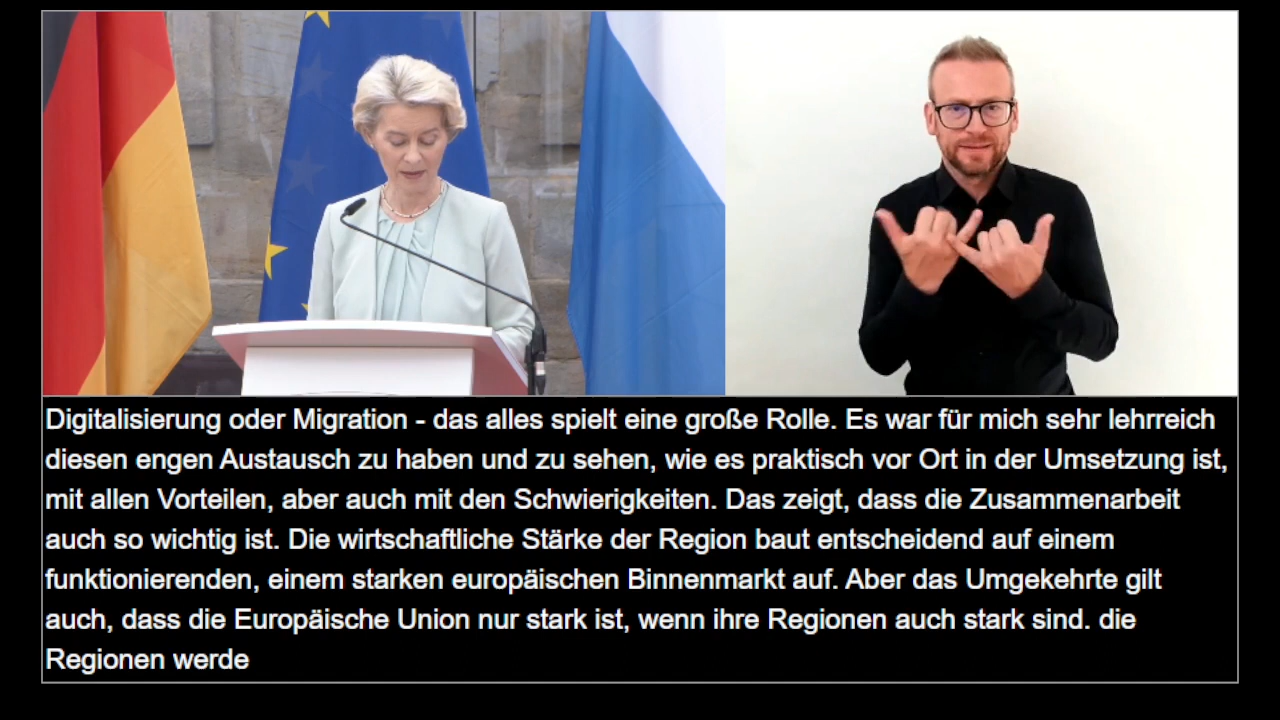 Digitalisierung oder Migration - das alles spielt eine große Rolle. Es war für mich sehr lehrreich
diesen engen Austausch zu haben und zu sehen, wie es praktisch vor Ort in der Umsetzung ist,
mit allen Vorteilen, aber auch mit den Schwierigkeiten. Das zeigt, dass die Zusammenarbeit
auch so wichtig ist. Die wirtschaftliche Stärke der Region baut entscheidend auf einem
funktionierenden, einem starken europäischen Binnenmarkt auf. Aber das Umgekehrte gilt
auch, dass die Europäische Union nur stark ist, wenn ihre Regionen auch stark sind. die
Regionen werde